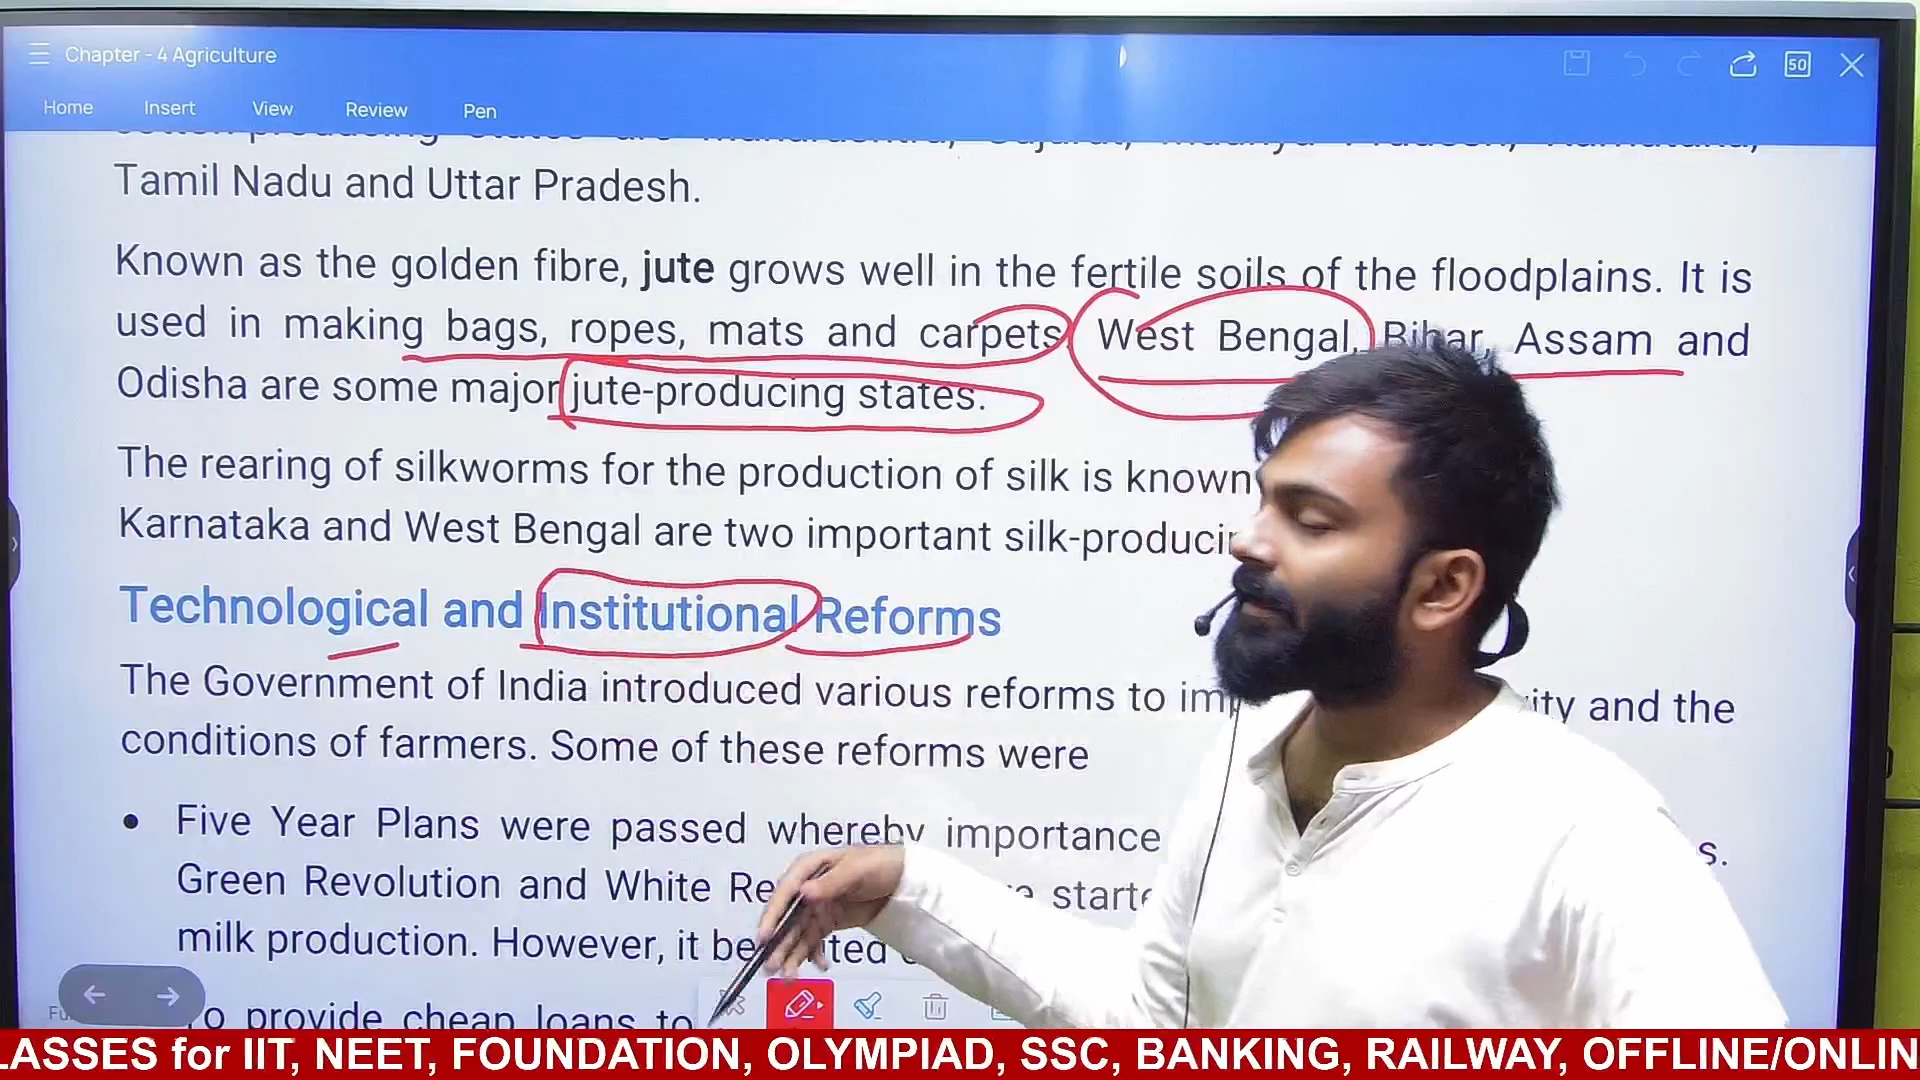 Chapter - 4 Agriculture
50
Home Insert View Review Pen
Tamil Nadu and Uttar Pradesh.
Known as the golden fibre, jute grows well in the fertile soils of the floodplains. It is
used in making bags, ropes, mats and carpets West Bengal, Bihar, Assam and
Odisha are some major jute-producing states.
The rearing of silkworms for the production of silk is known
Karnataka and West Bengal are two important silk-produci
Technological and Institutional Reforms
The Government of India introduced various reforms to im ity and the
conditions of farmers. Some of these reforms were
• Five Year Plans were passed whereby importance s.
Green Revolution and White Re starte
milk production. However, it be ited
To provide cheap loans to
LASSES for IIT, NEET, FOUNDATION, OLYMPIAD, SSC, BANKING, RAILWAY, OFFLINE/ONLIN